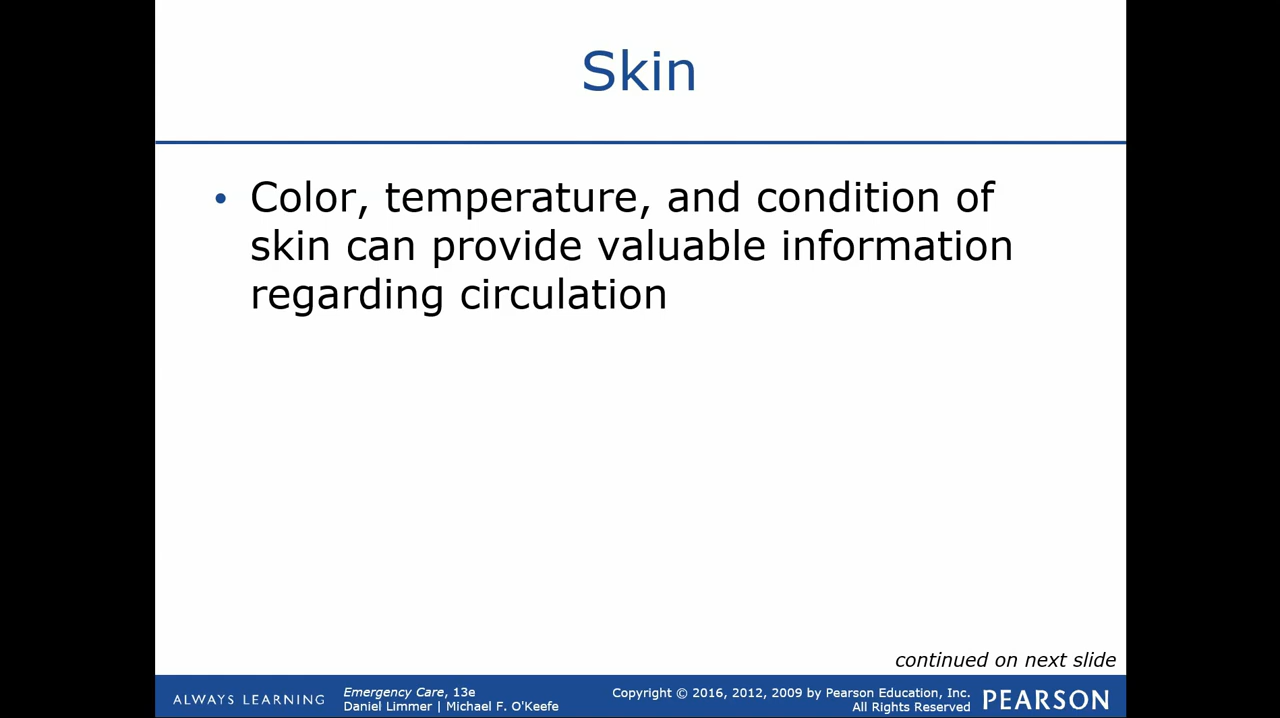 Skin
• Color, temperature, and condition of
skin can provide valuable information
regarding circulation
continued on next slide
ALWAYS LEARNING
Emergency Care, 13e
Daniel Limmer | Michael F. O'Keefe
Copyright © 2016, 2012, 2009 by Pearson Education, Inc.
All Rights Reserved
PEARSON